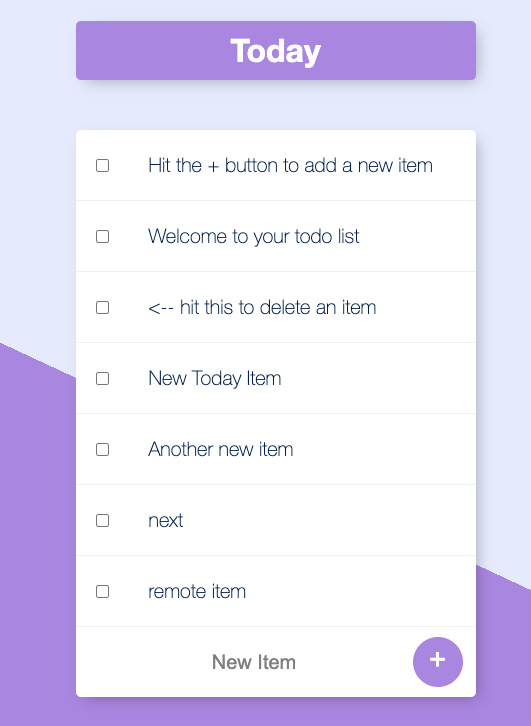 Today
Hit the + button to add a new item
Welcome to your todo list
<-- hit this to delete an item
New Today Item
Another new item
next
remote item
New Item
+